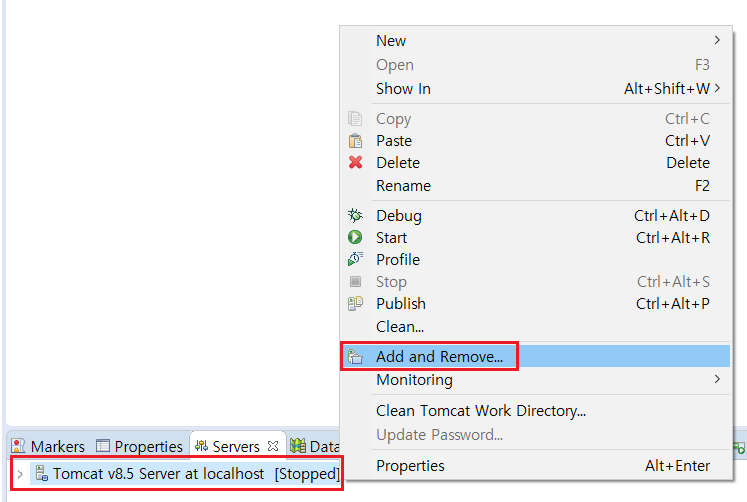 New
Open F3
Show In Alt+Shift+W
Copy Ctrl+C
Paste Ctrl+V
Delete Delete
Rename F2
Debug Ctrl+Alt+D
Start Ctrl+Alt+R
Profile
Stop Ctrl+Alt+S
Publish Ctrl+Alt+P
Clean...
Add and Remove...
Monitoring
Clean Tomcat Work Directory...
Update Password...
Properties Alt+Enter
Markers Properties Servers Data
Tomcat v8.5 Server at localhost [Stopped]